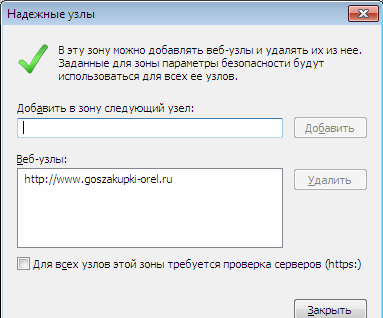 Надежные узлы
В эту зону можно добавлять веб-узлы и удалять их из нее.
Заданные для зоны параметры безопасности будут
использоваться для всех ее узлов.
Добавить в зону следующий узел:
Добавить
Веб-узлы:
http://www.goszakupki-orel.ru
Удалить
Для всех узлов этой зоны требуется проверка серверов (https:)
Закрыть